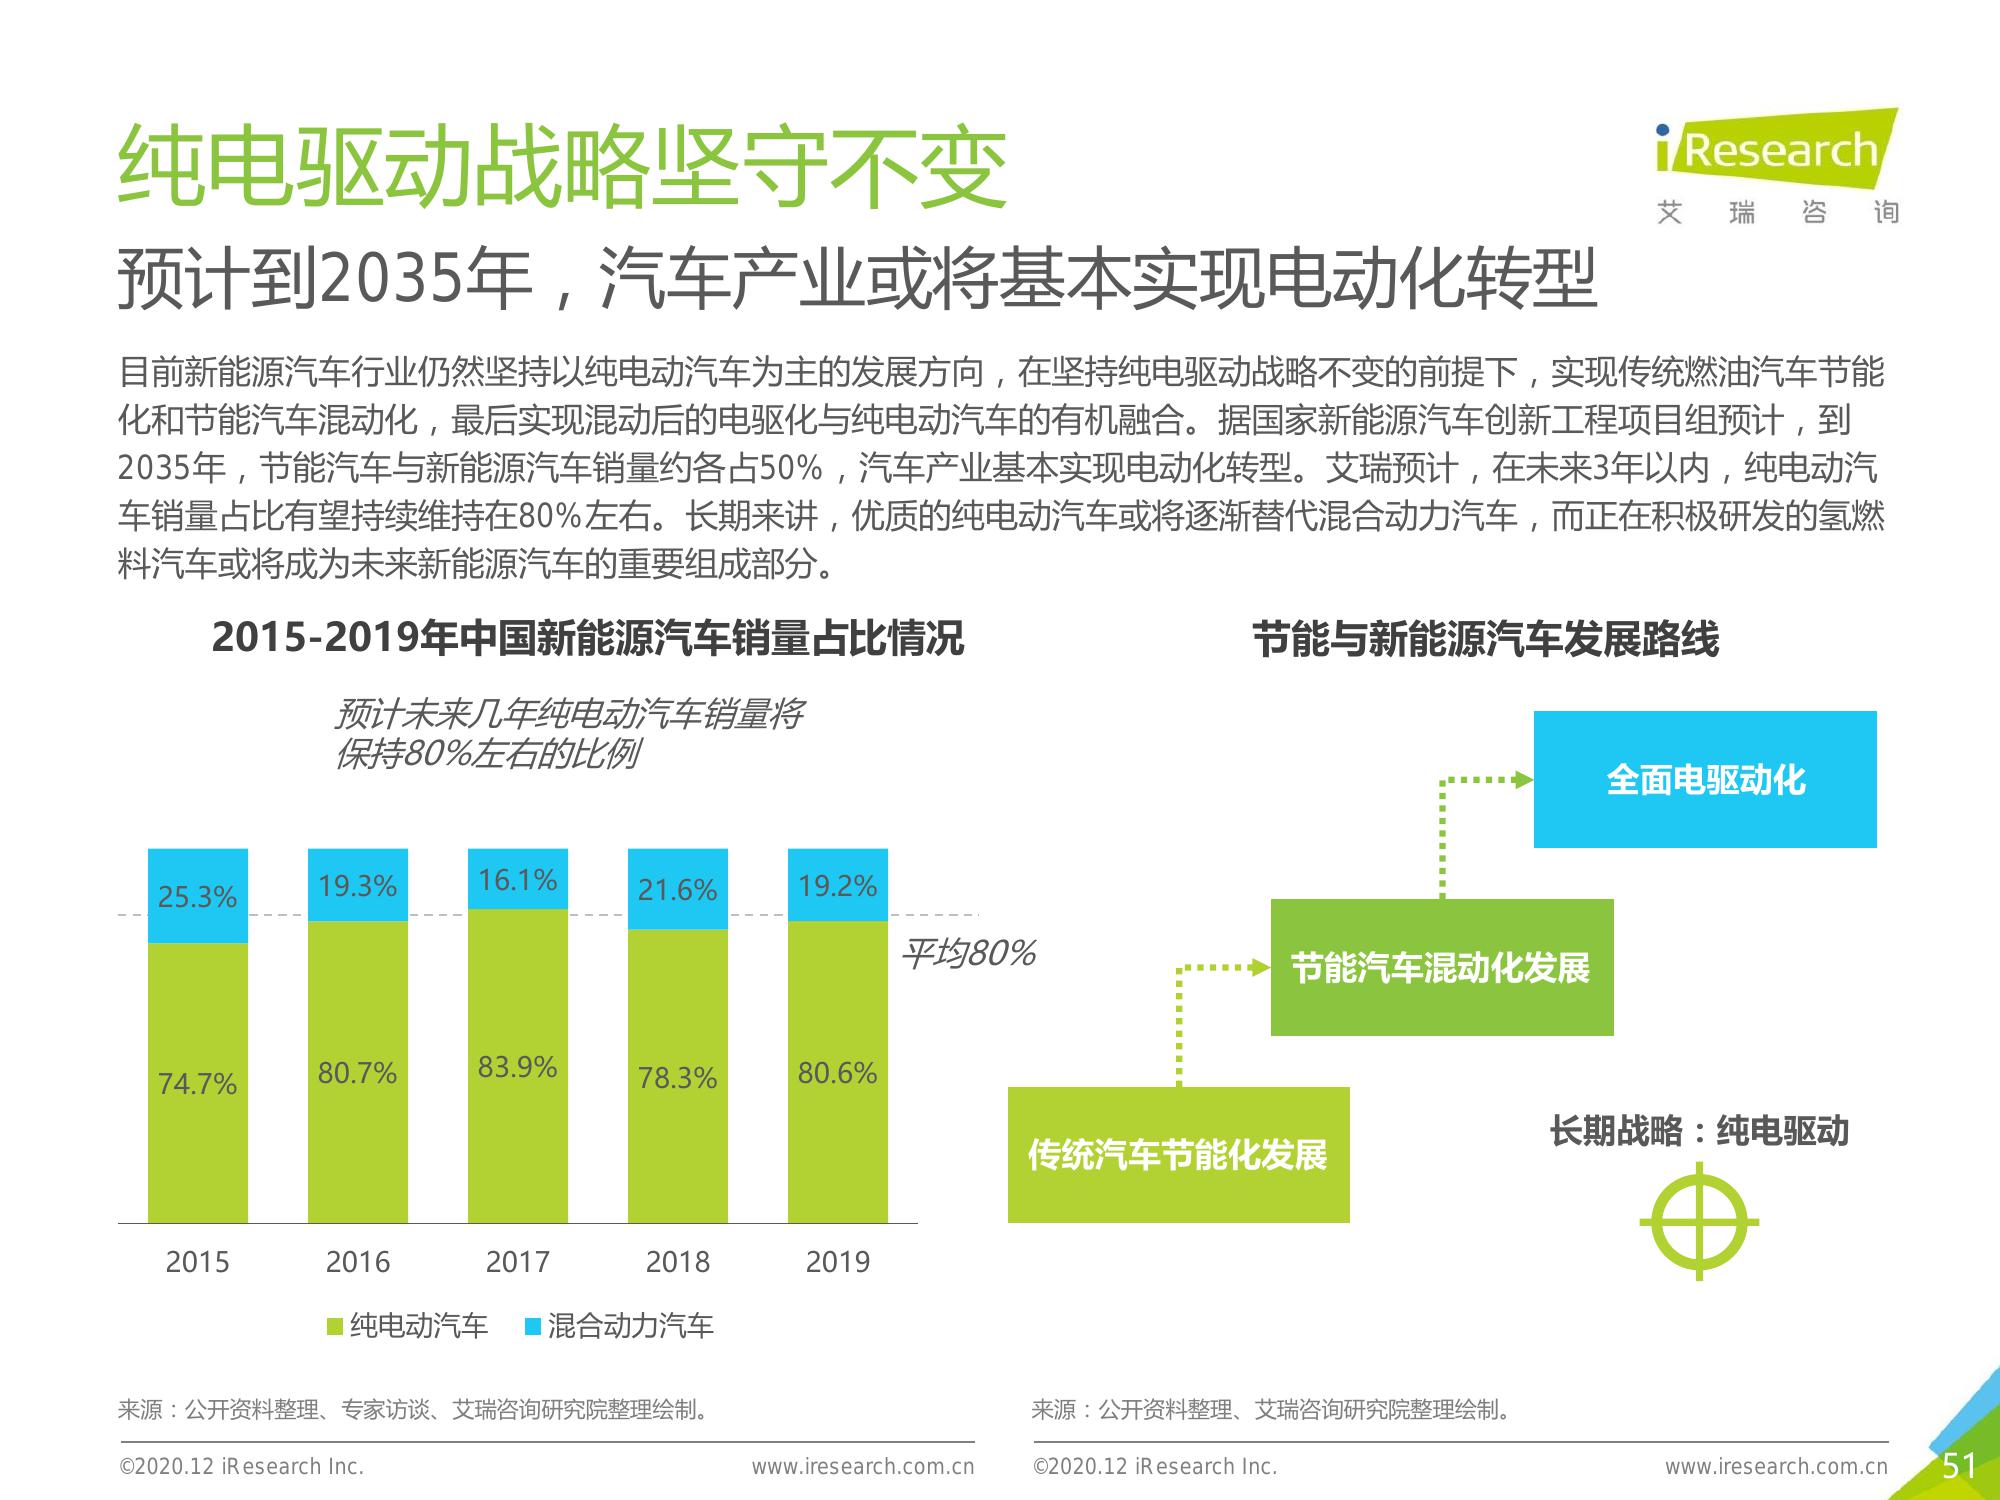 纯电驱动战略坚守不变
iResearch
艾瑞咨询
预计到2035年，汽车产业或将基本实现电动化转型
目前新能源汽车行业仍然坚持以纯电动汽车为主的发展方向，在坚持纯电驱动战略不变的前提下，实现传统燃油汽车节能
化和节能汽车混动化，最后实现混动后的电驱化与纯电动汽车的有机融合。据国家新能源汽车创新工程项目组预计，到
2035年，节能汽车与新能源汽车销量约各占50%，汽车产业基本实现电动化转型。艾瑞预计，在未来3年以内，纯电动汽
车销量占比有望持续维持在80%左右。长期来讲，优质的纯电动汽车或将逐渐替代混合动力汽车，而正在积极研发的氢燃
料汽车或将成为未来新能源汽车的重要组成部分。
2015-2019年中国新能源汽车销量占比情况
预计未来几年纯电动汽车销量将
保持80%左右的比例
25.3%
19.3%
16.1%
21.6%
19.2%
平均80%
74.7%
80.7%
83.9%
78.3%
80.6%
2015
2016
2017
2018
2019
纯电动汽车
混合动力汽车
来源：公开资料整理、专家访谈、艾瑞咨询研究院整理绘制。
©2020.12 iResearch Inc.
www.iresearch.com.cn
节能与新能源汽车发展路线
全面电驱动化
节能汽车混动化发展
传统汽车节能化发展
长期战略：纯电驱动
来源：公开资料整理、艾瑞咨询研究院整理绘制。
©2020.12 iResearch Inc.
www.iresearch.com.cn
51